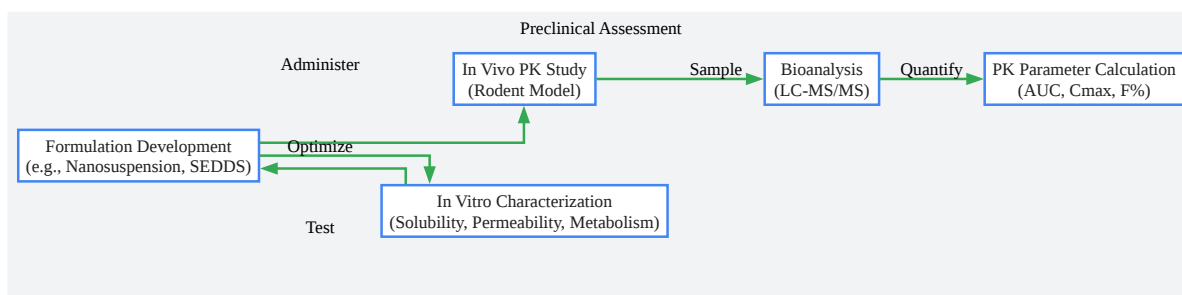 Preclinical Assessment
Administer
In Vivo PK Study
(Rodent Model)
Sample
Bioanalysis
(LC-MS/MS)
Quantify
PK Parameter Calculation
(AUC, Cmax, F%)
Formulation Development
(e.g., Nanosuspension, SEDDS)
Optimize
In Vitro Characterization
(Solubility, Permeability, Metabolism)
Test